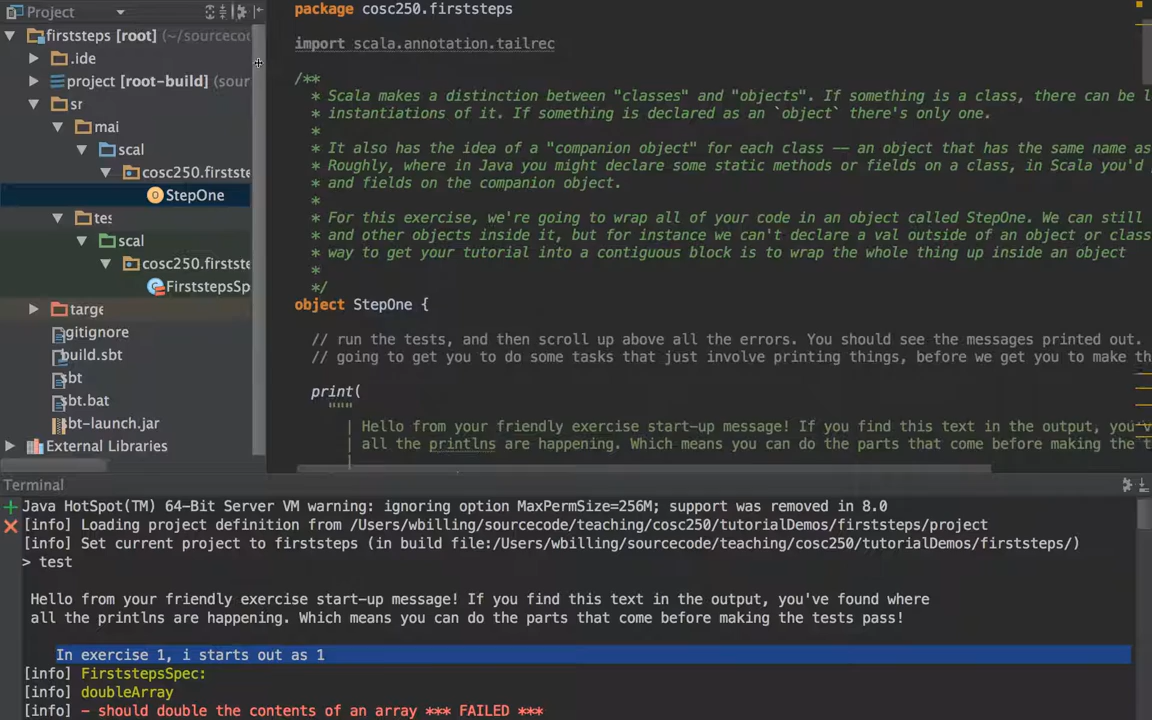 Project
firststeps [root] (~/sourcecod
.ide
project [root-build] (sour
sr
mai
scal
cosc250.firstste
StepOne
tes
scal
cosc250.firstste
FirststepsSp
targe
.gitignore
build.sbt
sbt
sbt.bat
sbt-launch.jar
External Libraries
package cosc250.firststeps
import scala.annotation.tailrec
/**
* Scala makes a distinction between "classes" and "objects". If something is a class, there can be l
* instantiations of it. If something is declared as an `object` there's only one.
*
* It also has the idea of a "companion object" for each class -- an object that has the same name as
* Roughly, where in Java you might declare some static methods or fields on a class, in Scala you'd
* and fields on the companion object.
*
* For this exercise, we're going to wrap all of your code in an object called StepOne. We can still
* and other objects inside it, but for instance we can't declare a val outside of an object or class
* way to get your tutorial into a contiguous block is to wrap the whole thing up inside an object
*
*/
object StepOne {
// run the tests, and then scroll up above all the errors. You should see the messages printed out.
// going to get you to do some tasks that just involve printing things, before we get you to make th
print(
"""
| Hello from your friendly exercise start-up message! If you find this text in the output, you'v
| all the printlns are happening. Which means you can do the parts that come before making the t
|
Terminal
Java HotSpot(TM) 64-Bit Server VM warning: ignoring option MaxPermSize=256M; support was removed in 8.0
[info] Loading project definition from /Users/wbilling/sourcecode/teaching/cosc250/tutorialDemos/firststeps/project
[info] Set current project to firststeps (in build file:/Users/wbilling/sourcecode/teaching/cosc250/tutorialDemos/firststeps/)
> test
Hello from your friendly exercise start-up message! If you find this text in the output, you've found where
all the printlns are happening. Which means you can do the parts that come before making the tests pass!
In exercise 1, i starts out as 1
[info] FirststepsSpec:
[info] doubleArray
[info] - should double the contents of an array *** FAILED ***